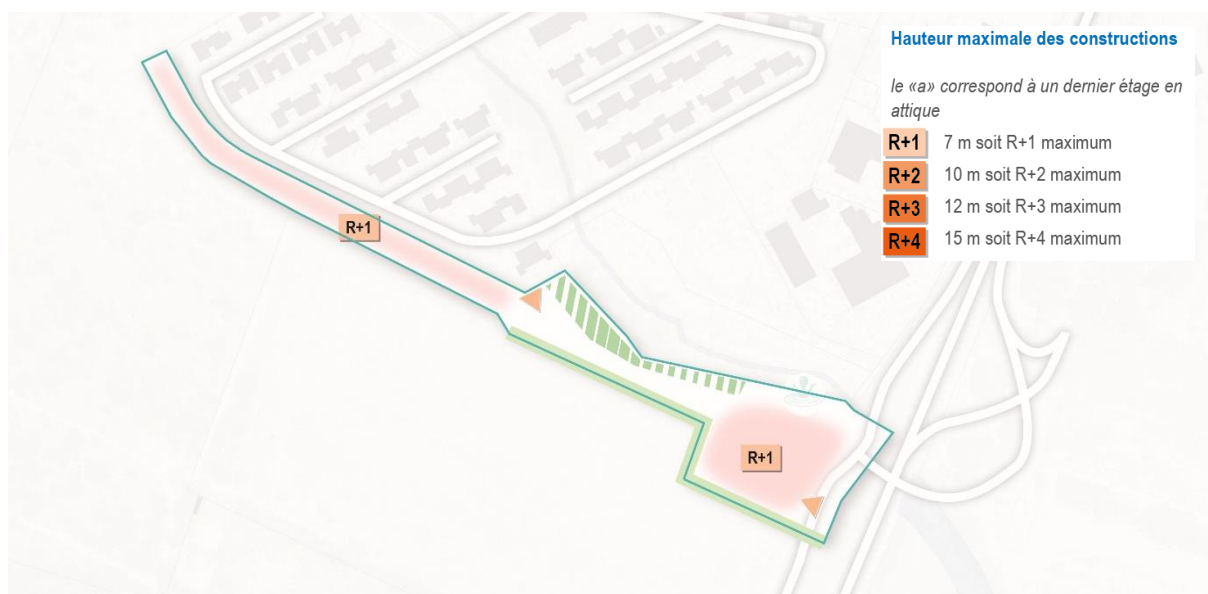 Hauteur maximale des constructions
le «a» correspond à un dernier étage en
attique
R+1 7 m soit R+1 maximum
R+2 10 m soit R+2 maximum
R+3 12 m soit R+3 maximum
R+4 15 m soit R+4 maximum
R+1
R+1